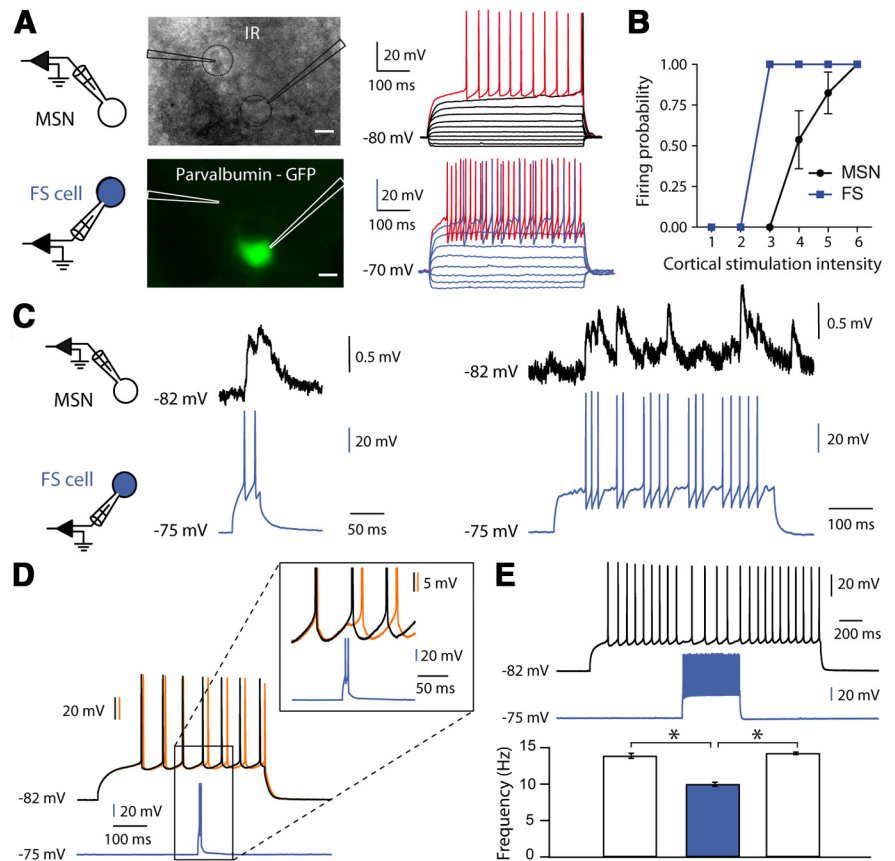 A
IR
20 mV
100 ms
MSN
-80 mV
FS cell
Parvalbumin - GFP
20 mV
100 ms
-70 mV
B
Firing probability
1.00
0.75
0.50
0.25
0.00
MSN
FS
1 2 3 4 5 6
Cortical stimulation intensity
C
MSN
-82 mV
0.5 mV
-82 mV
0.5 mV
FS cell
-75 mV
20 mV
50 ms
-75 mV
20 mV
100 ms
D
5 mV
20 mV
50 ms
20 mV
-82 mV
20 mV
100 ms
-75 mV
E
20 mV
200 ms
-82 mV
20 mV
-75 mV
* *
Frequency (Hz)
15
10
5
0